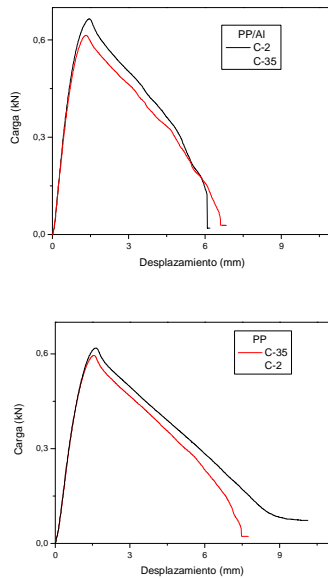 PP/Al
C-2
C-35
Carga (kN)
0,6
0,3
0,0
0
3
6
9
Desplazamiento (mm)
PP
C-35
C-2
Carga (kN)
0,6
0,3
0,0
0
3
6
9
Desplazamiento (mm)